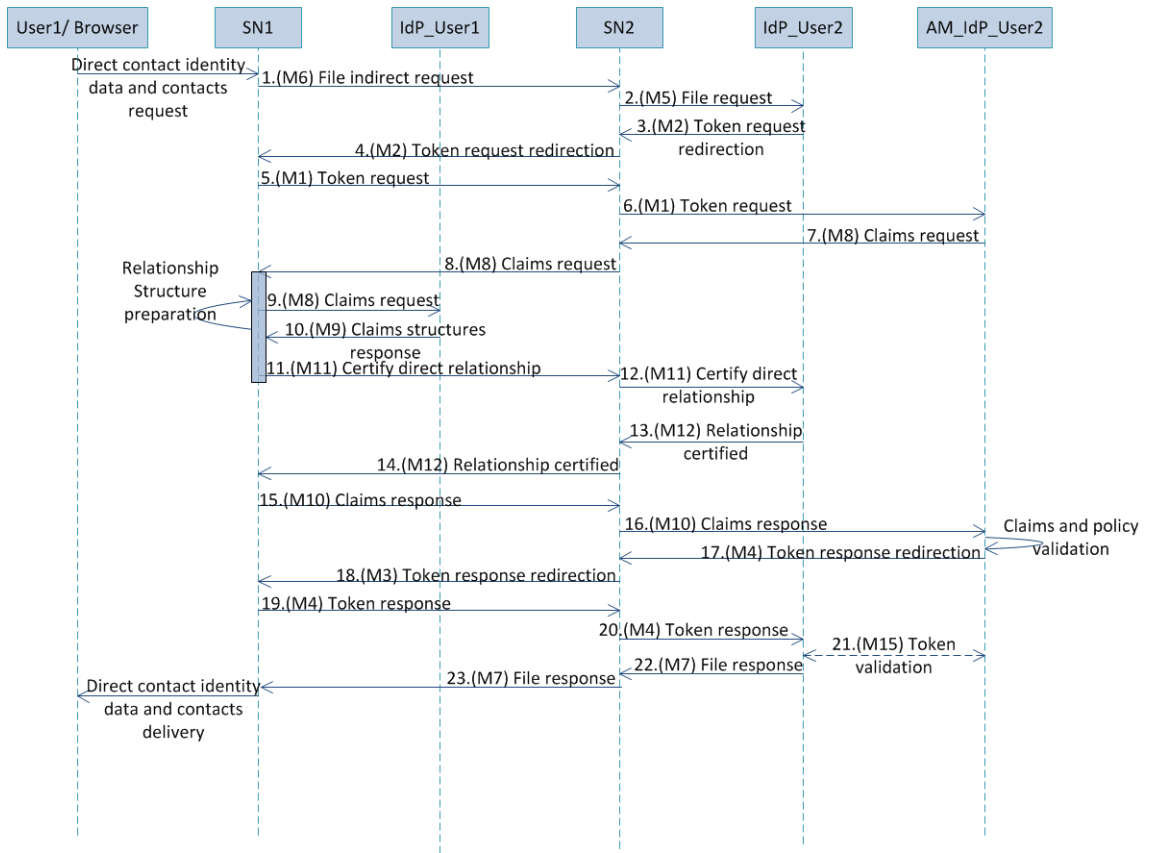 User1/ Browser
SN1
IdP_User1
SN2
IdP_User2
AM_IdP_User2
Direct contact identity
data and contacts
request
1.(M6) File indirect request
2.(M5) File request
3.(M2) Token request
redirection
4.(M2) Token request redirection
5.(M1) Token request
6.(M1) Token request
7.(M8) Claims request
8.(M8) Claims request
Relationship
Structure
preparation
9.(M8) Claims request
10.(M9) Claims structures
response
11.(M11) Certify direct relationship
12.(M11) Certify direct
relationship
13.(M12) Relationship
certified
14.(M12) Relationship certified
15.(M10) Claims response
16.(M10) Claims response
Claims and policy
validation
17.(M4) Token response redirection
18.(M3) Token response redirection
19.(M4) Token response
20.(M4) Token response
21.(M15) Token
validation
22.(M7) File response
23.(M7) File response
Direct contact identity
data and contacts
delivery